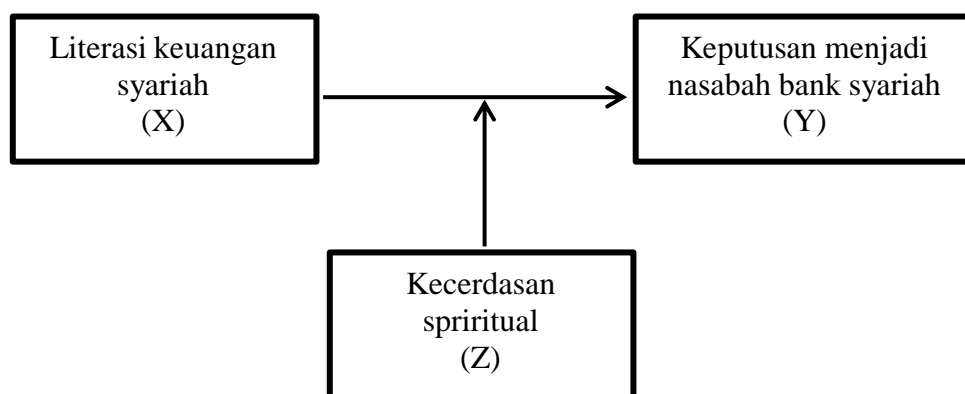 Literasi keuangan
syariah
(X)
Keputusan menjadi
nasabah bank syariah
(Y)
Kecerdasan
spriritual
(Z)